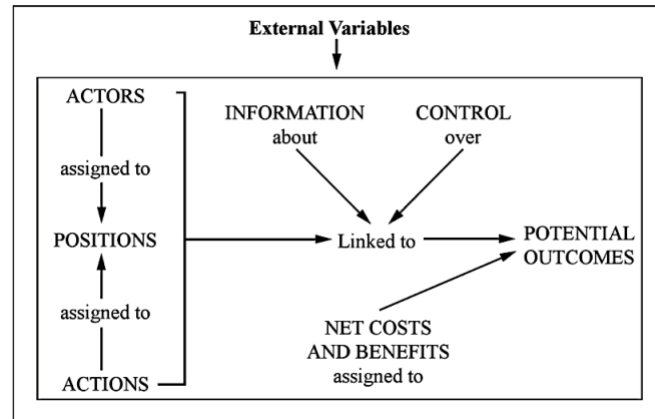 External Variables
ACTORS
assigned to
POSITIONS
assigned to
ACTIONS
INFORMATION
about
CONTROL
over
Linked to
POTENTIAL
OUTCOMES
NET COSTS
AND BENEFITS
assigned to